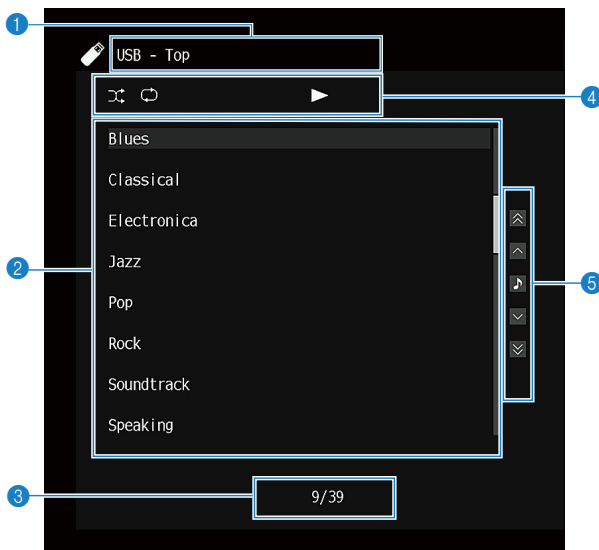 1
USB - Top
4
Blues
Classical
Electronica
2
Jazz
5
Pop
Rock
Soundtrack
Speaking
3
9/39